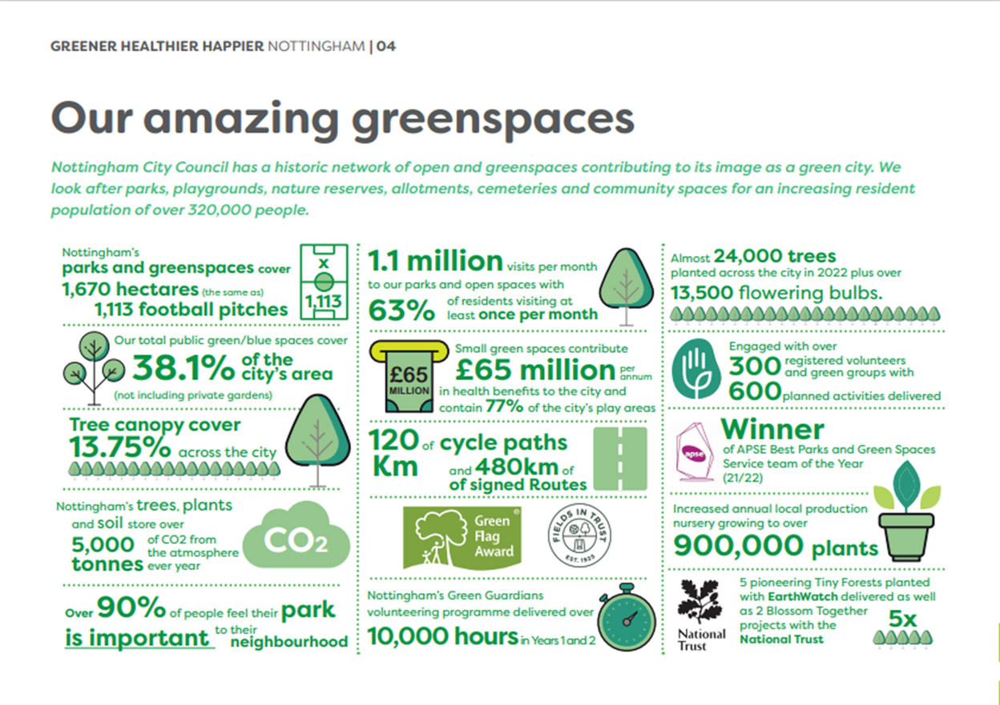 GREENER HEALTHIER HAPPIER NOTTINGHAM | 04
Our amazing greenspaces
Nottingham City Council has a historic network of open and greenspaces contributing to its image as a green city. We
look after parks, playgrounds, nature reserves, allotments, cemeteries and community spaces for an increasing resident
population of over 320,000 people.
Nottingham's
parks and greenspaces cover
1,670 hectares (the same as)
1,113 football pitches
x
1,113
Our total public green/blue spaces cover
38.1% of the
city's area
(not including private gardens)
Tree canopy cover
13.75% across the city
Nottingham's trees, plants
and soil store over
5,000 of CO2 from
the atmosphere
tonnes ever year
CO2
Over 90% of people feel their park
is important to their
neighbourhood
1.1 million visits per month
to our parks and open spaces with
63% of residents visiting at
least once per month
£65
MILLION
Small green spaces contribute
£65 million per
annum
in health benefits to the city and
contain 77% of the city's play areas
120 of cycle paths
Km and 480km of
of signed Routes
Green
Flag
Award
®
FIELDS IN TRUST
EST. 1925
Nottingham's Green Guardians
volunteering programme delivered over
10,000 hours in Years 1 and 2
Almost 24,000 trees
planted across the city in 2022 plus over
13,500 flowering bulbs.
Engaged with over
300 registered volunteers
and green groups with
600 planned activities delivered
apse
Winner
of APSE Best Parks and Green Spaces
Service team of the Year
(21/22)
Increased annual local production
nursery growing to over
900,000 plants
National
Trust
5 pioneering Tiny Forests planted
with EarthWatch delivered as well
as 2 Blossom Together
projects with the
National Trust
5x